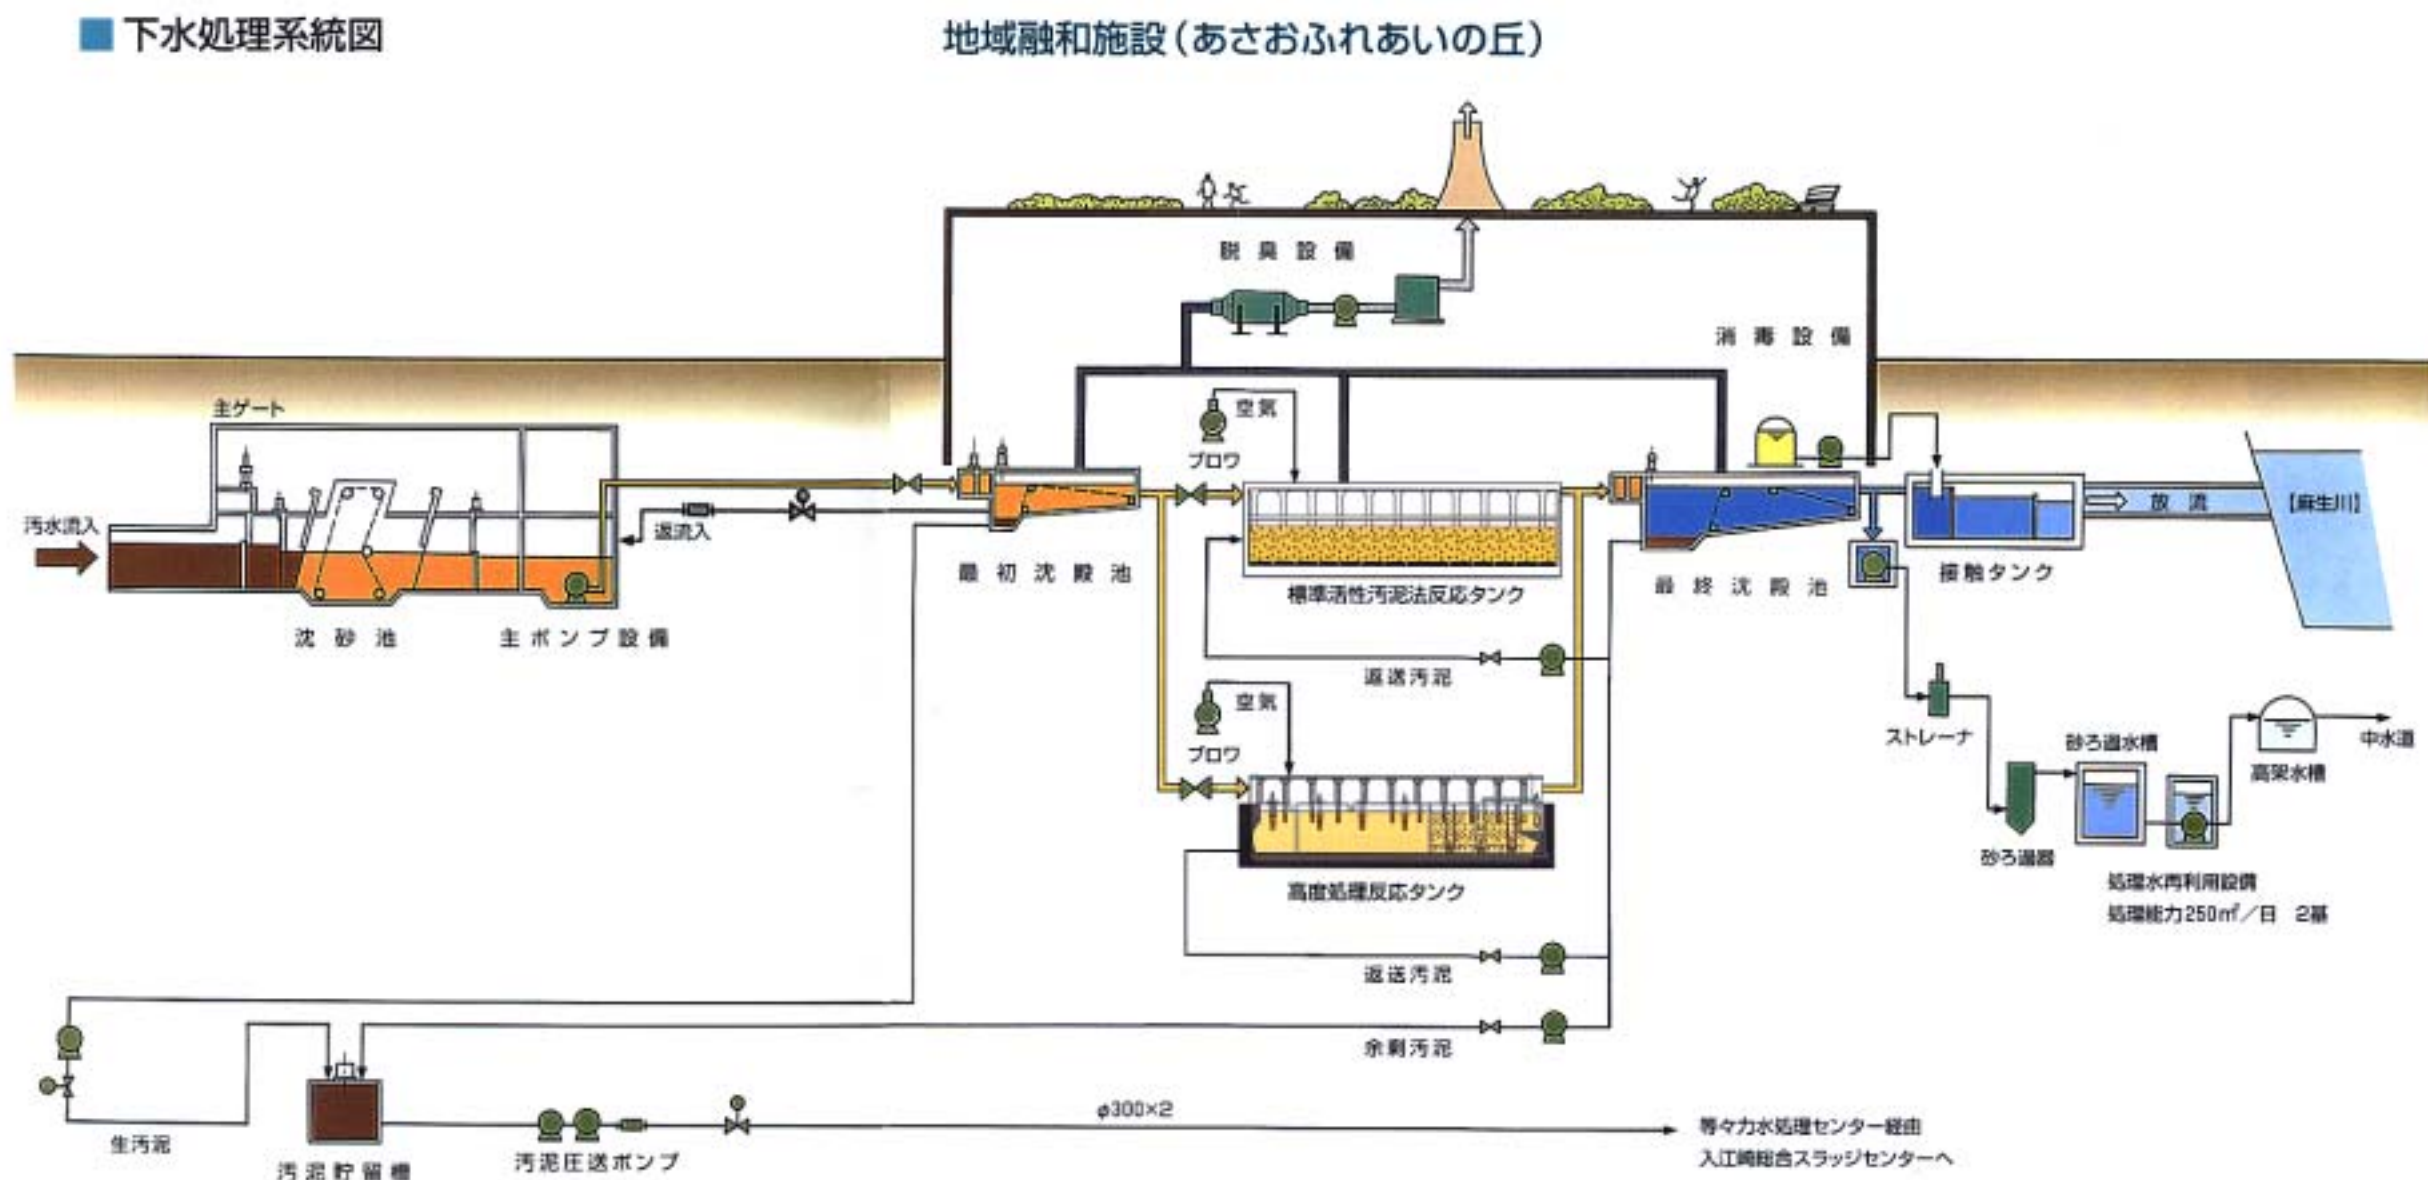 ■ 下水処理系統図
地域融和施設(あさおふれあいの丘)
脱臭設備
消毒設備
主ゲート
空気
ブロワ
汚水流入
返流入
放流
【麻生川】
最初沈殿池
接触タンク
最終沈殿池
標準活性汚泥法反応タンク
沈砂池
主ポンプ設備
返送汚泥
空気
ストレーナ
砂ろ過水槽
中水道
ブロワ
高架水槽
砂ろ過器
高度処理反応タンク
処理水再利用設備
処理能力250㎥/日 2基
返送汚泥
余剰汚泥
φ300×2
生汚泥
汚泥貯留槽
汚泥圧送ポンプ
等々力水処理センター経由
入江崎総合スラッジセンターへ